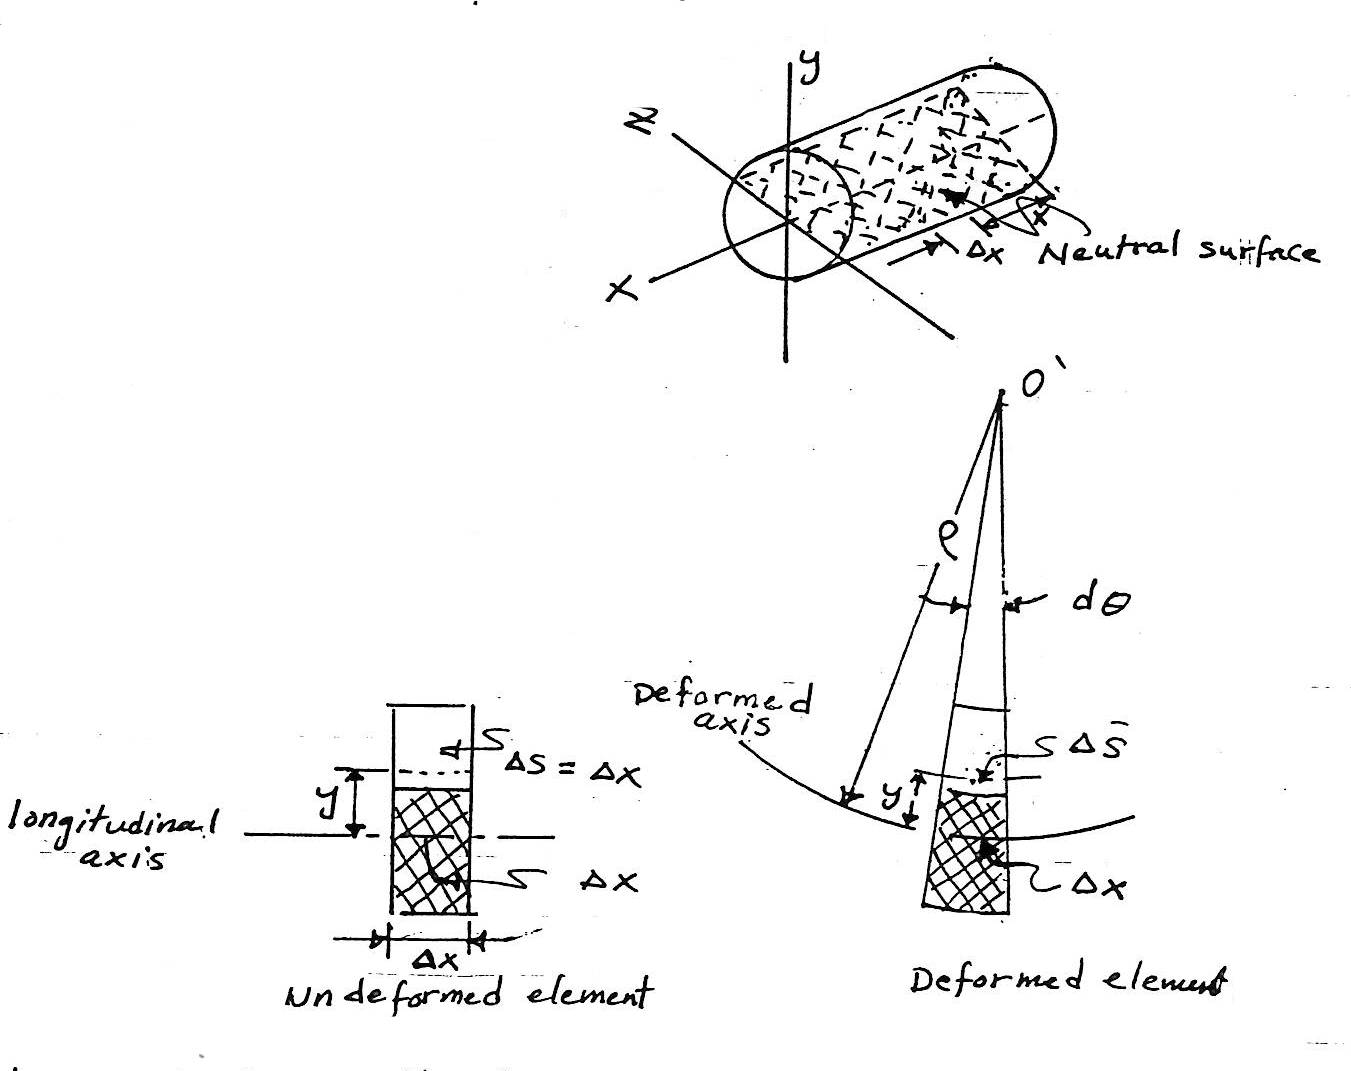 y
z
x
x
Δx Neutral surface
O'
ρ
dθ
Deformed
axis
S Δs̄
y
Δx
Deformed element
S
Δs = Δx
y
longitudinal
axis
Δx
Δx
Undeformed element